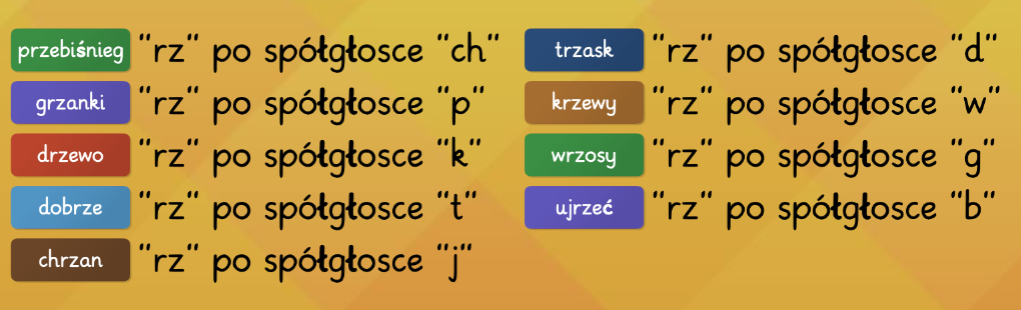 przebiśnieg "rz" po spółgłosce "ch"
grzanki "rz" po spółgłosce "p"
drzewo "rz" po spółgłosce "k"
dobrze "rz" po spółgłosce "t"
chrzan "rz" po spółgłosce "j"
trzask "rz" po spółgłosce "d"
krzewy "rz" po spółgłosce "w"
wrzosy "rz" po spółgłosce "g"
ujrzeć "rz" po spółgłosce "b"